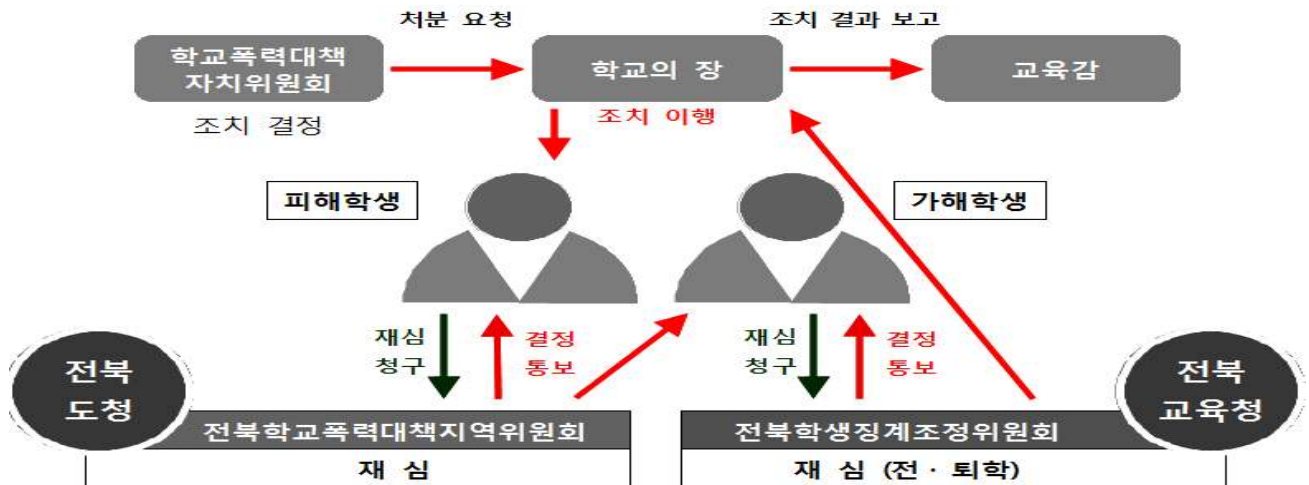 처분 요청
조치 결과 보고
학교폭력대책
자치위원회
학교의 장
교육감
조치 결정
조치 이행
피해학생
가해학생
재심
청구
결정
통보
재심
청구
결정
통보
전북
도청
전북
교육청
전북학교폭력대책지역위원회
전북학생징계조정위원회
재 심
재 심 (전 · 퇴학)